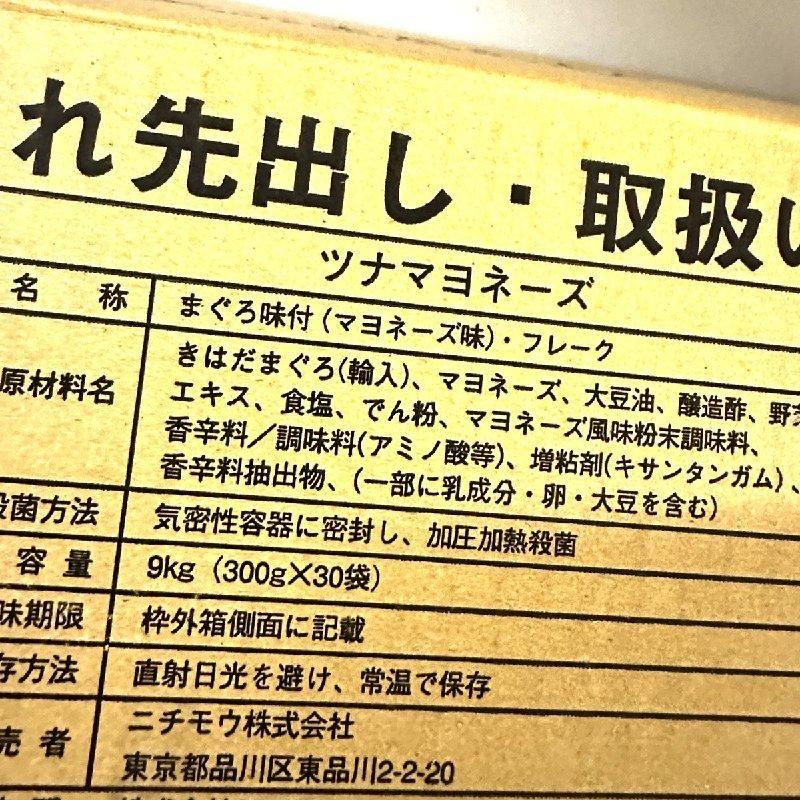 れ先出し・取扱い
ツナマヨネーズ
名 称 まぐろ味付(マヨネーズ味)・フレーク
原材料名 きはだまぐろ(輸入)、マヨネーズ、大豆油、醸造酢、野菜
エキス、食塩、でん粉、マヨネーズ風味粉末調味料、
香辛料/調味料(アミノ酸等)、増粘剤(キサンタンガム)、
香辛料抽出物、(一部に乳成分・卵・大豆を含む)
殺菌方法 気密性容器に密封し、加圧加熱殺菌
容 量 9kg (300g×30袋)
味期限 枠外箱側面に記載
存方法 直射日光を避け、常温で保存
売 者 ニチモウ株式会社
東京都品川区東品川2-2-20